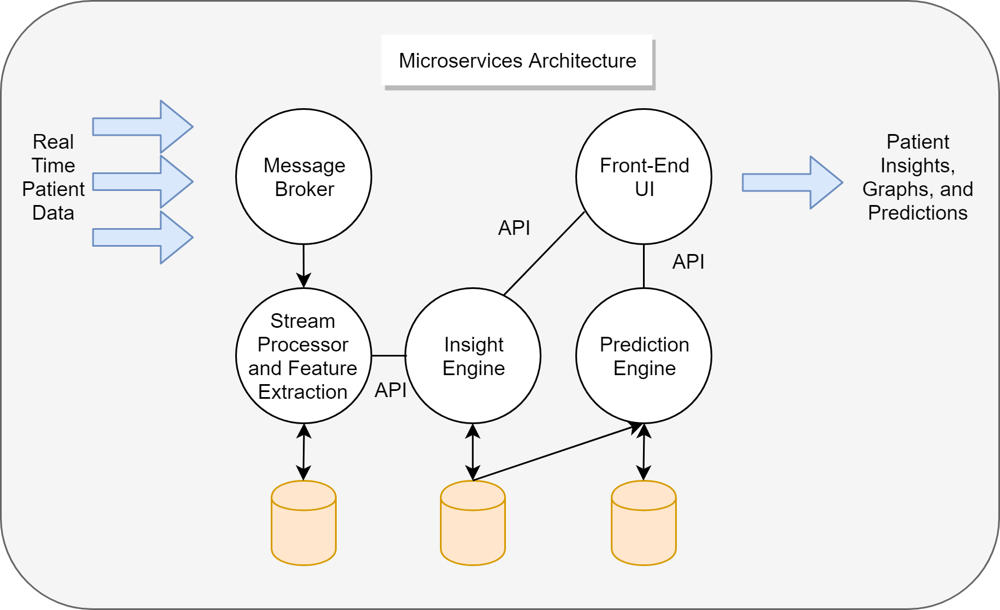 Microservices Architecture
Real
Time
Patient
Data
Message
Broker
Front-End
UI
Patient
Insights,
Graphs, and
Predictions
API
API
Stream
Processor
and Feature
Extraction
API
Insight
Engine
Prediction
Engine